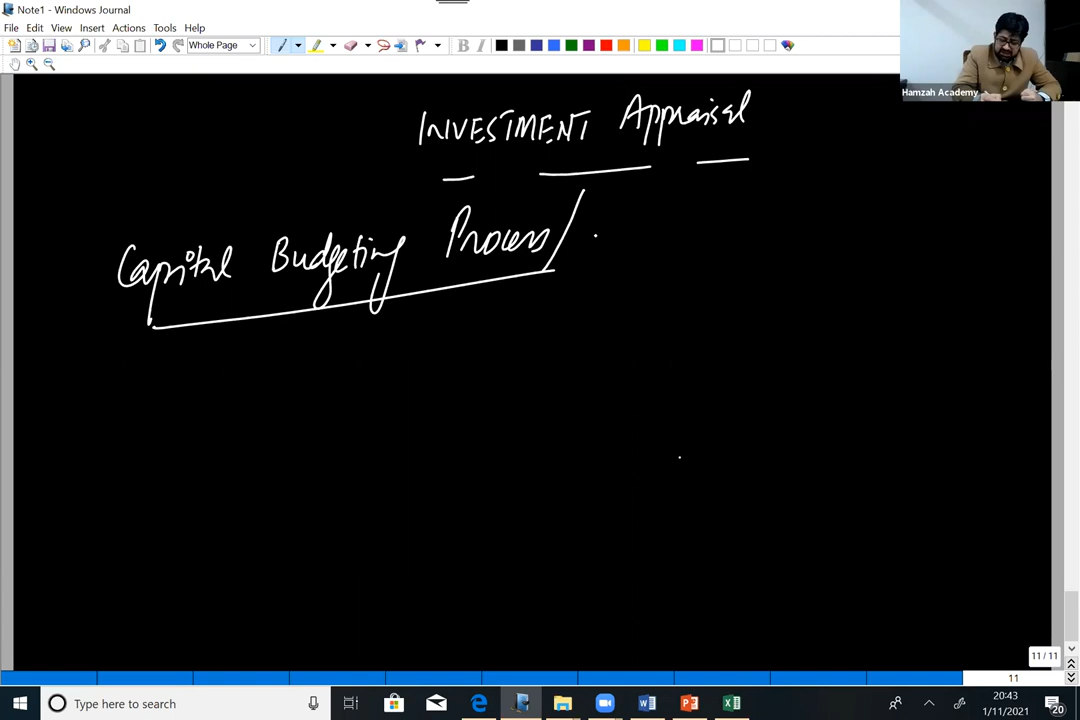 Note1 - Windows Journal
File Edit View Insert Actions Tools Help
Whole Page
B I
Hamzah Academy
INVESTMENT Appraisal
Capital Budgeting Process/
11 / 11
11
Type here to search
20:43
1/11/2021
20